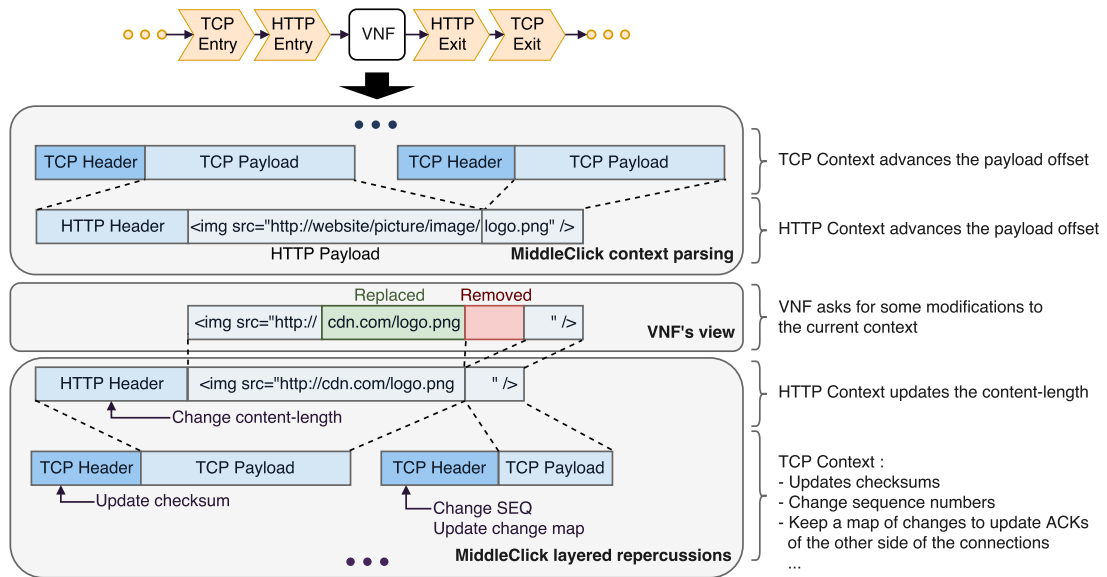 TCP
Entry
HTTP
Entry
VNF
HTTP
Exit
TCP
Exit
TCP Header
TCP Payload
TCP Header
TCP Payload
TCP Context advances the payload offset
HTTP Header
<img src="http://website/picture/image/
logo.png" />
HTTP Payload
MiddleClick context parsing
HTTP Context advances the payload offset
Replaced
Removed
<img src="http://
cdn.com/logo.png
" />
VNF's view
VNF asks for some modifications to
the current context
HTTP Header
<img src="http://cdn.com/logo.png
" />
Change content-length
HTTP Context updates the content-length
TCP Header
TCP Payload
TCP Header
TCP Payload
Update checksum
Change SEQ
Update change map
MiddleClick layered repercussions
TCP Context :
- Updates checksums
- Change sequence numbers
- Keep a map of changes to update ACKs
of the other side of the connections
...